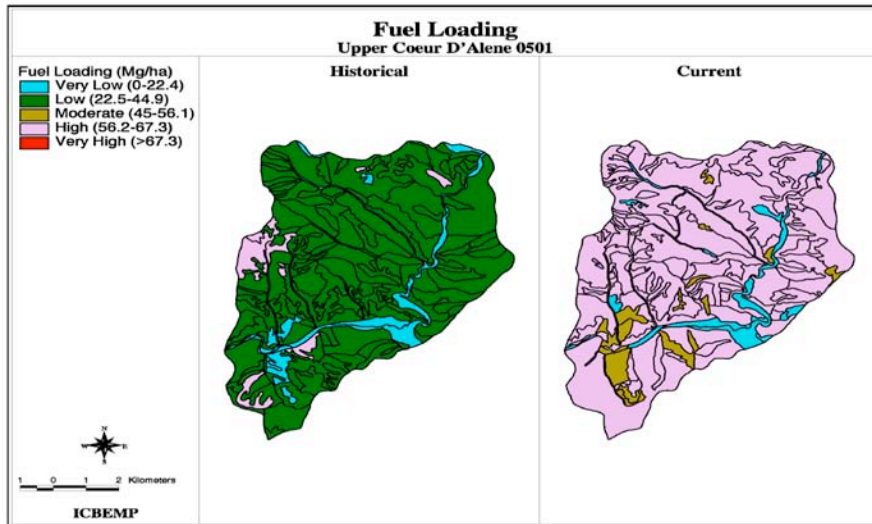 Fuel Loading
Upper Coeur D'Alene 0501
Fuel Loading (Mg/ha)
Very Low (0-22.4)
Low (22.5-44.9)
Moderate (45-56.1)
High (56.2-67.3)
Very High (>67.3)
Historical
Current
N
W E
S
1 0 1 2 Kilometers
ICBEMP